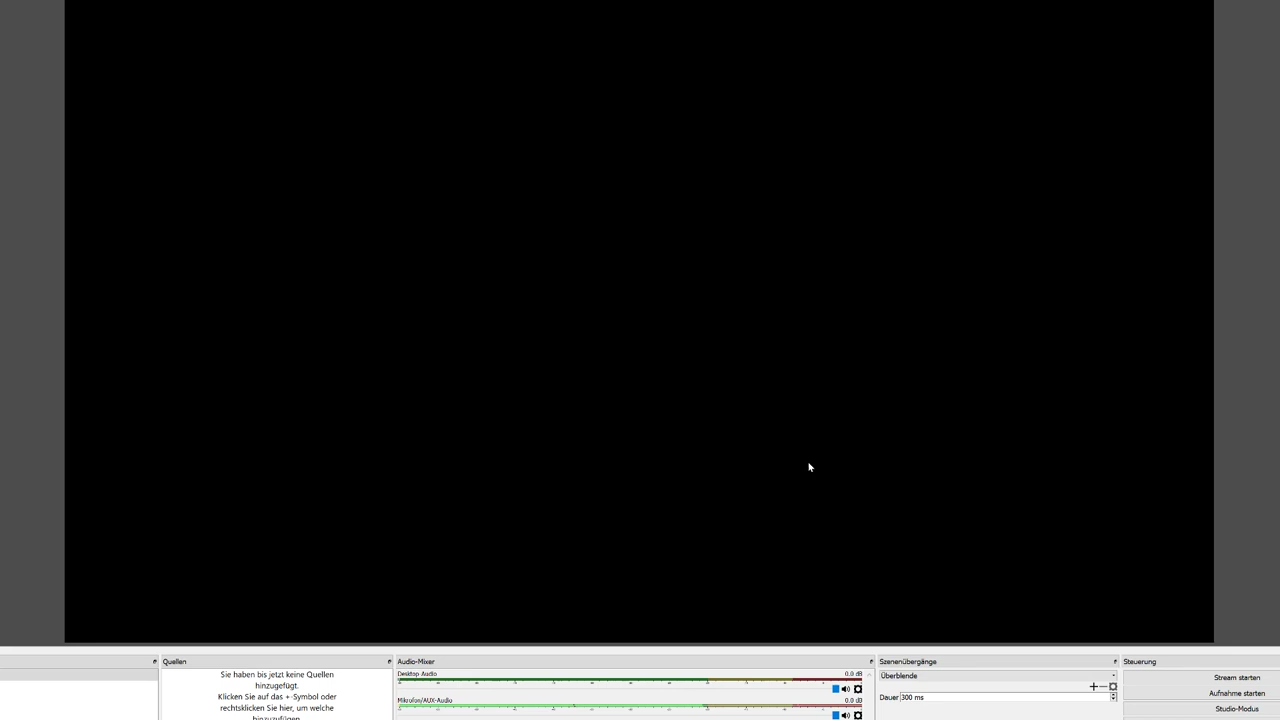 Quellen
Sie haben bis jetzt keine Quellen
hinzugefügt.
Klicken Sie auf das +-Symbol oder
rechtsklicken Sie hier, um welche
hinzuzufügen.
Audio-Mixer
Desktop Audio
0.0 dB
Mikrofon/AUX-Audio
0.0 dB
Szenenübergänge
Überblende
Dauer 300 ms
Steuerung
Stream starten
Aufnahme starten
Studio-Modus